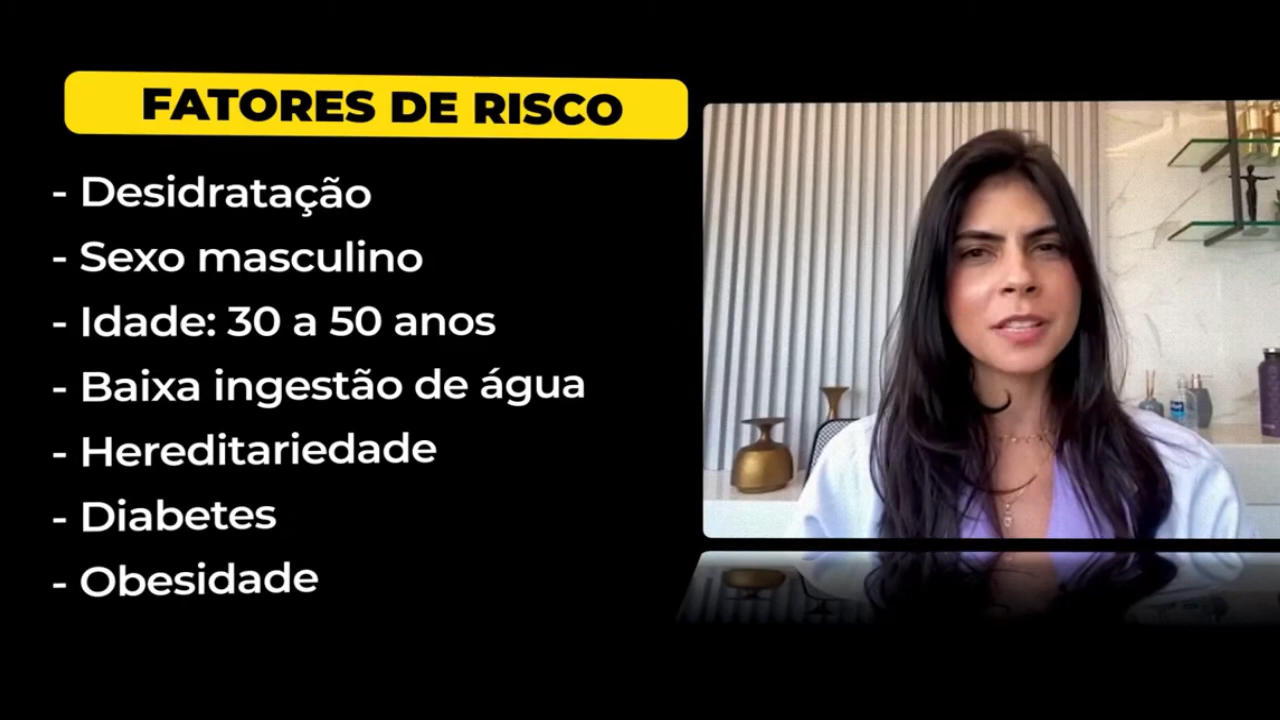 FATORES DE RISCO
- Desidratação
- Sexo masculino
- Idade: 30 a 50 anos
- Baixa ingestão de água
- Hereditariedade
- Diabetes
- Obesidade